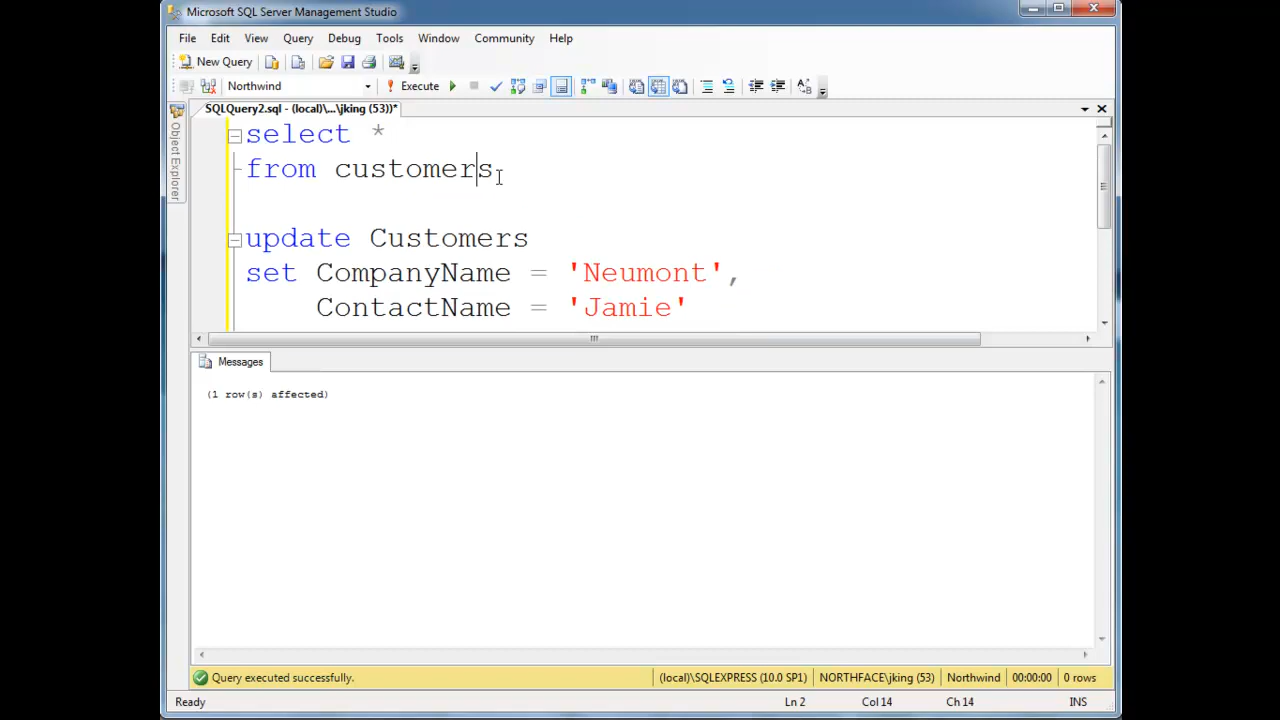 Microsoft SQL Server Management Studio
File Edit View Query Debug Tools Window Community Help
New Query
Northwind Execute
SQLQuery2.sql - (local)\...\jking (53))*
Object Explorer
select *
from customers
update Customers
set CompanyName = 'Neumont',
ContactName = 'Jamie'
Messages
(1 row(s) affected)
Query executed successfully. (local)\SQLEXPRESS (10.0 SP1) NORTHFACE\jking (53) Northwind 00:00:00 0 rows
Ready Ln 2 Col 14 Ch 14 INS